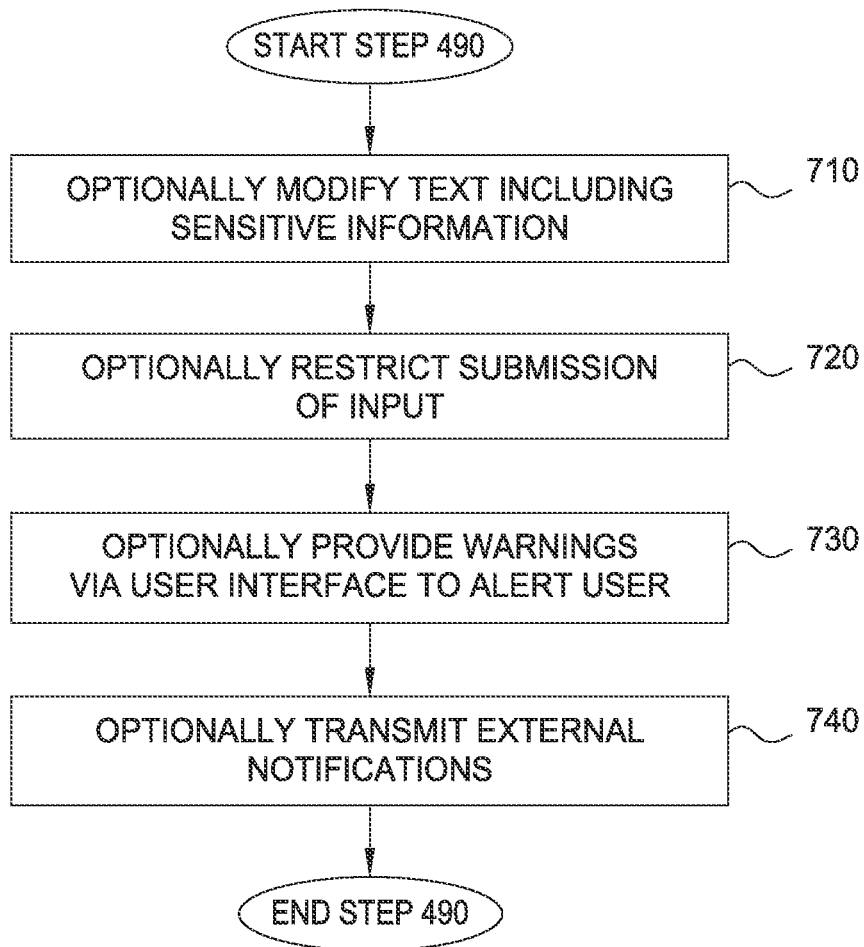 START STEP 490
OPTIONALLY MODIFY TEXT INCLUDING
SENSITIVE INFORMATION
710
OPTIONALLY RESTRICT SUBMISSION
OF INPUT
720
OPTIONALLY PROVIDE WARNINGS
VIA USER INTERFACE TO ALERT USER
730
OPTIONALLY TRANSMIT EXTERNAL
NOTIFICATIONS
740
END STEP 490